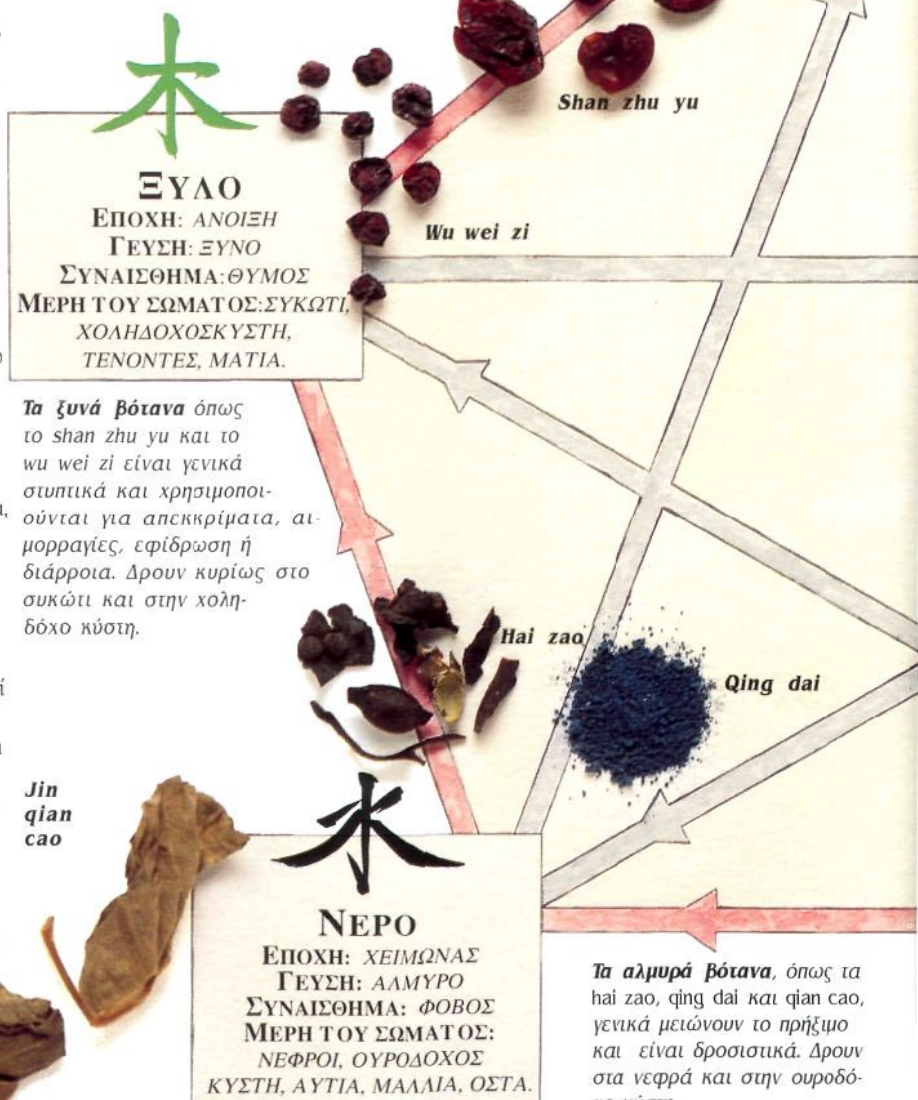 木
ΞΥΛΟ
ΕΠΟΧΗ: ΑΝΟΙΞΗ
ΓΕΥΣΗ: ΞΥΝΟ
ΣΥΝΑΙΣΘΗΜΑ:ΘΥΜΟΣ
ΜΕΡΗ ΤΟΥ ΣΩΜΑΤΟΣ:ΣΥΚΩΤΙ,
ΧΟΛΗΔΟΧΟΣΚΥΣΤΗ,
ΤΕΝΟΝΤΕΣ, ΜΑΤΙΑ.
Shan zhu yu
Wu wei zi
Τα ξυνά βότανα όπως
το shan zhu yu και το
wu wei zi είναι γενικά
στυπτικά και χρησιμοποι-
ούνται για απεκκρίματα, αι-
μορραγίες, εφίδρωση ή
διάρροια. Δρουν κυρίως στο
συκώτι και στην χολη-
δόχο κύστη.
Hai zao
Qing dai
Jin
qian
cao
水
ΝΕΡΟ
ΕΠΟΧΗ: ΧΕΙΜΩΝΑΣ
ΓΕΥΣΗ: ΑΛΜΥΡΟ
ΣΥΝΑΙΣΘΗΜΑ: ΦΟΒΟΣ
ΜΕΡΗ ΤΟΥ ΣΩΜΑΤΟΣ:
ΝΕΦΡΟΙ, ΟΥΡΟΔΟΧΟΣ
ΚΥΣΤΗ, ΑΥΤΙΑ, ΜΑΛΛΙΑ, ΟΣΤΑ.
Τα αλμυρά βότανα, όπως τα
hai zao, qing dai και qian cao,
γενικά μειώνουν το πρήξιμο
και είναι δροσιστικά. Δρουν
στα νεφρά και στην ουροδό-